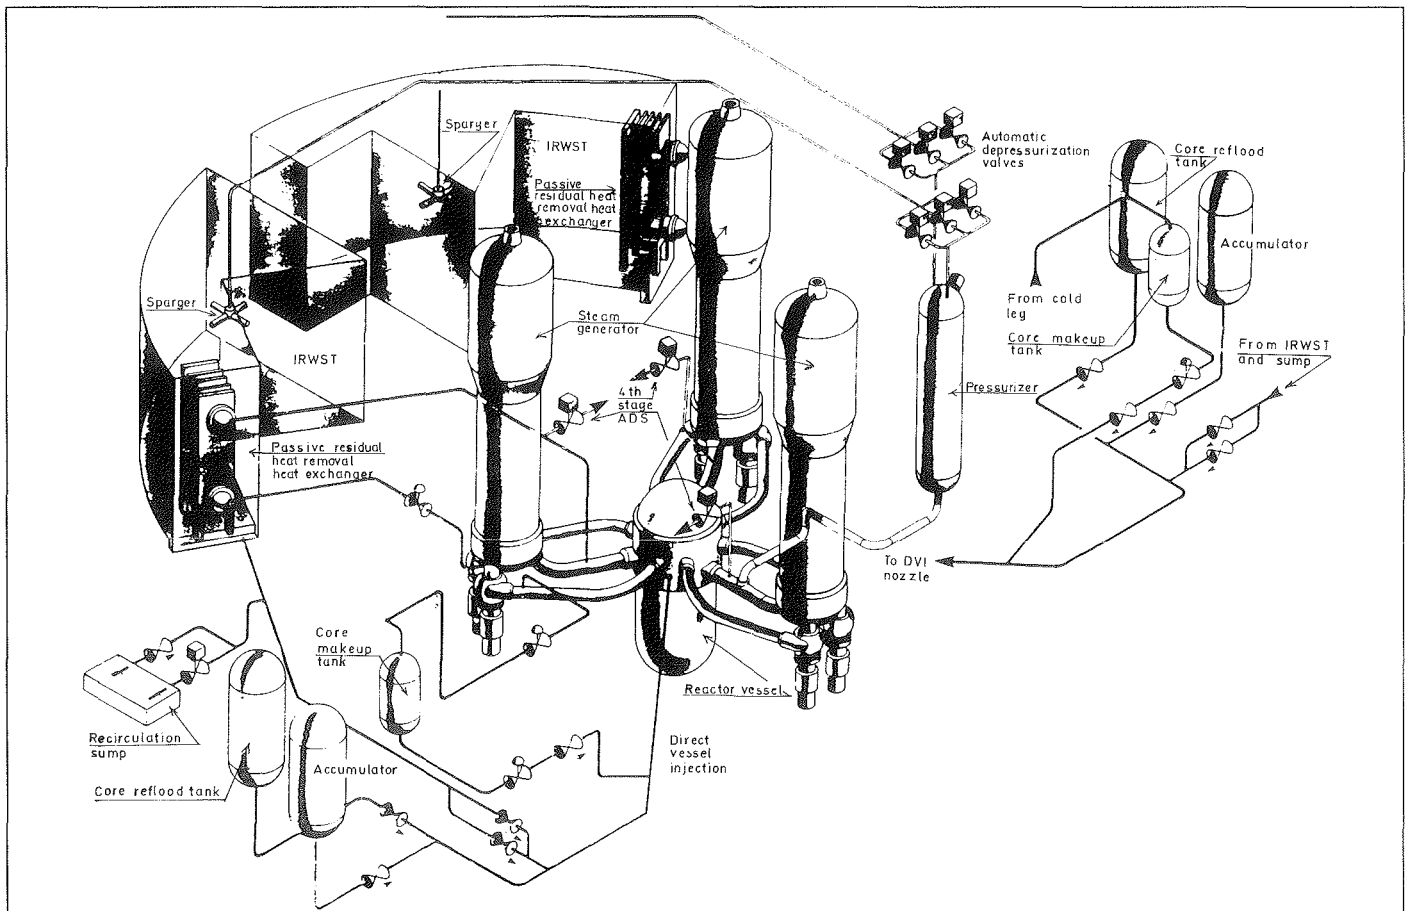 Sparger
IRWST
Passive
residual heat
removal heat
exchanger
Automatic
depressurization
valves
Core reflood
tank
Accumulator
From cold
leg
Core makeup
tank
From IRWST
and sump
Sparger
Steam
generator
IRWST
Pressurizer
4th
stage
ADS
Passive residual
heat removal
heat exchanger
To DVI
nozzle
Core
makeup
tank
Reactor vessel
Recirculation
sump
Direct
vessel
injection
Accumulator
Core reflood tank